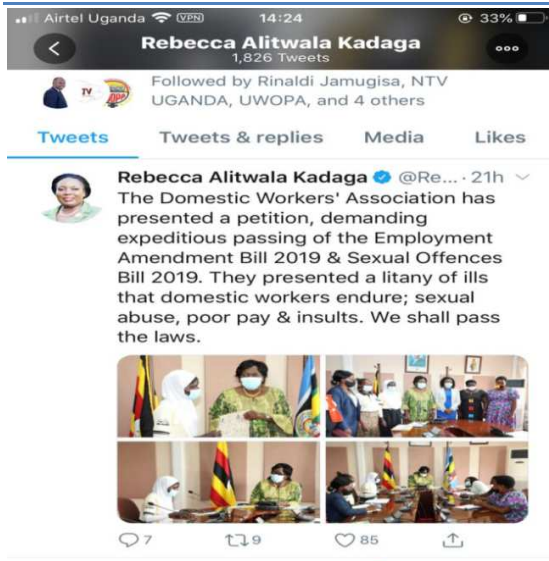 Airtel Uganda VPN 14:24 33%
Rebecca Alitwala Kadaga
1,826 Tweets
Followed by Rinaldi Jamugisa, NTV
UGANDA, UWOPA, and 4 others
Tweets Tweets & replies Media Likes
Rebecca Alitwala Kadaga @Re... · 21h
The Domestic Workers' Association has
presented a petition, demanding
expeditious passing of the Employment
Amendment Bill 2019 & Sexual Offences
Bill 2019. They presented a litany of ills
that domestic workers endure; sexual
abuse, poor pay & insults. We shall pass
the laws.
7 9 85